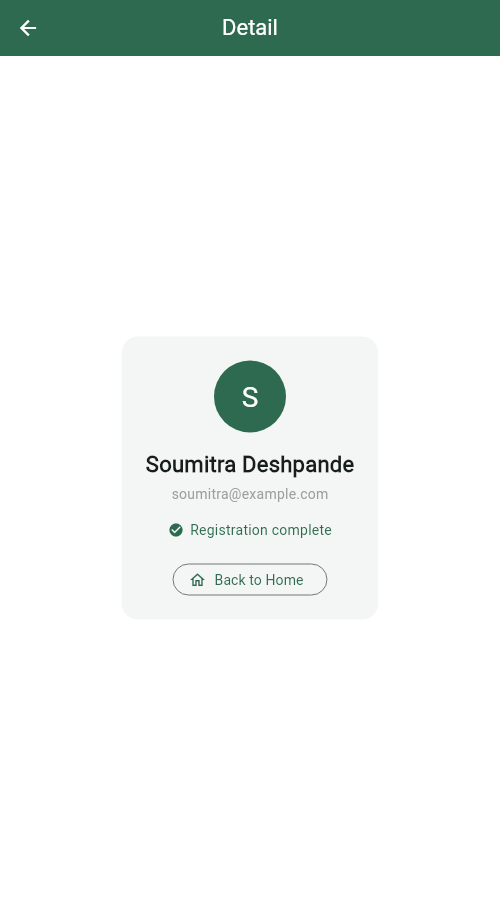 Detail
S
Soumitra Deshpande
soumitra@example.com
Registration complete
Back to Home